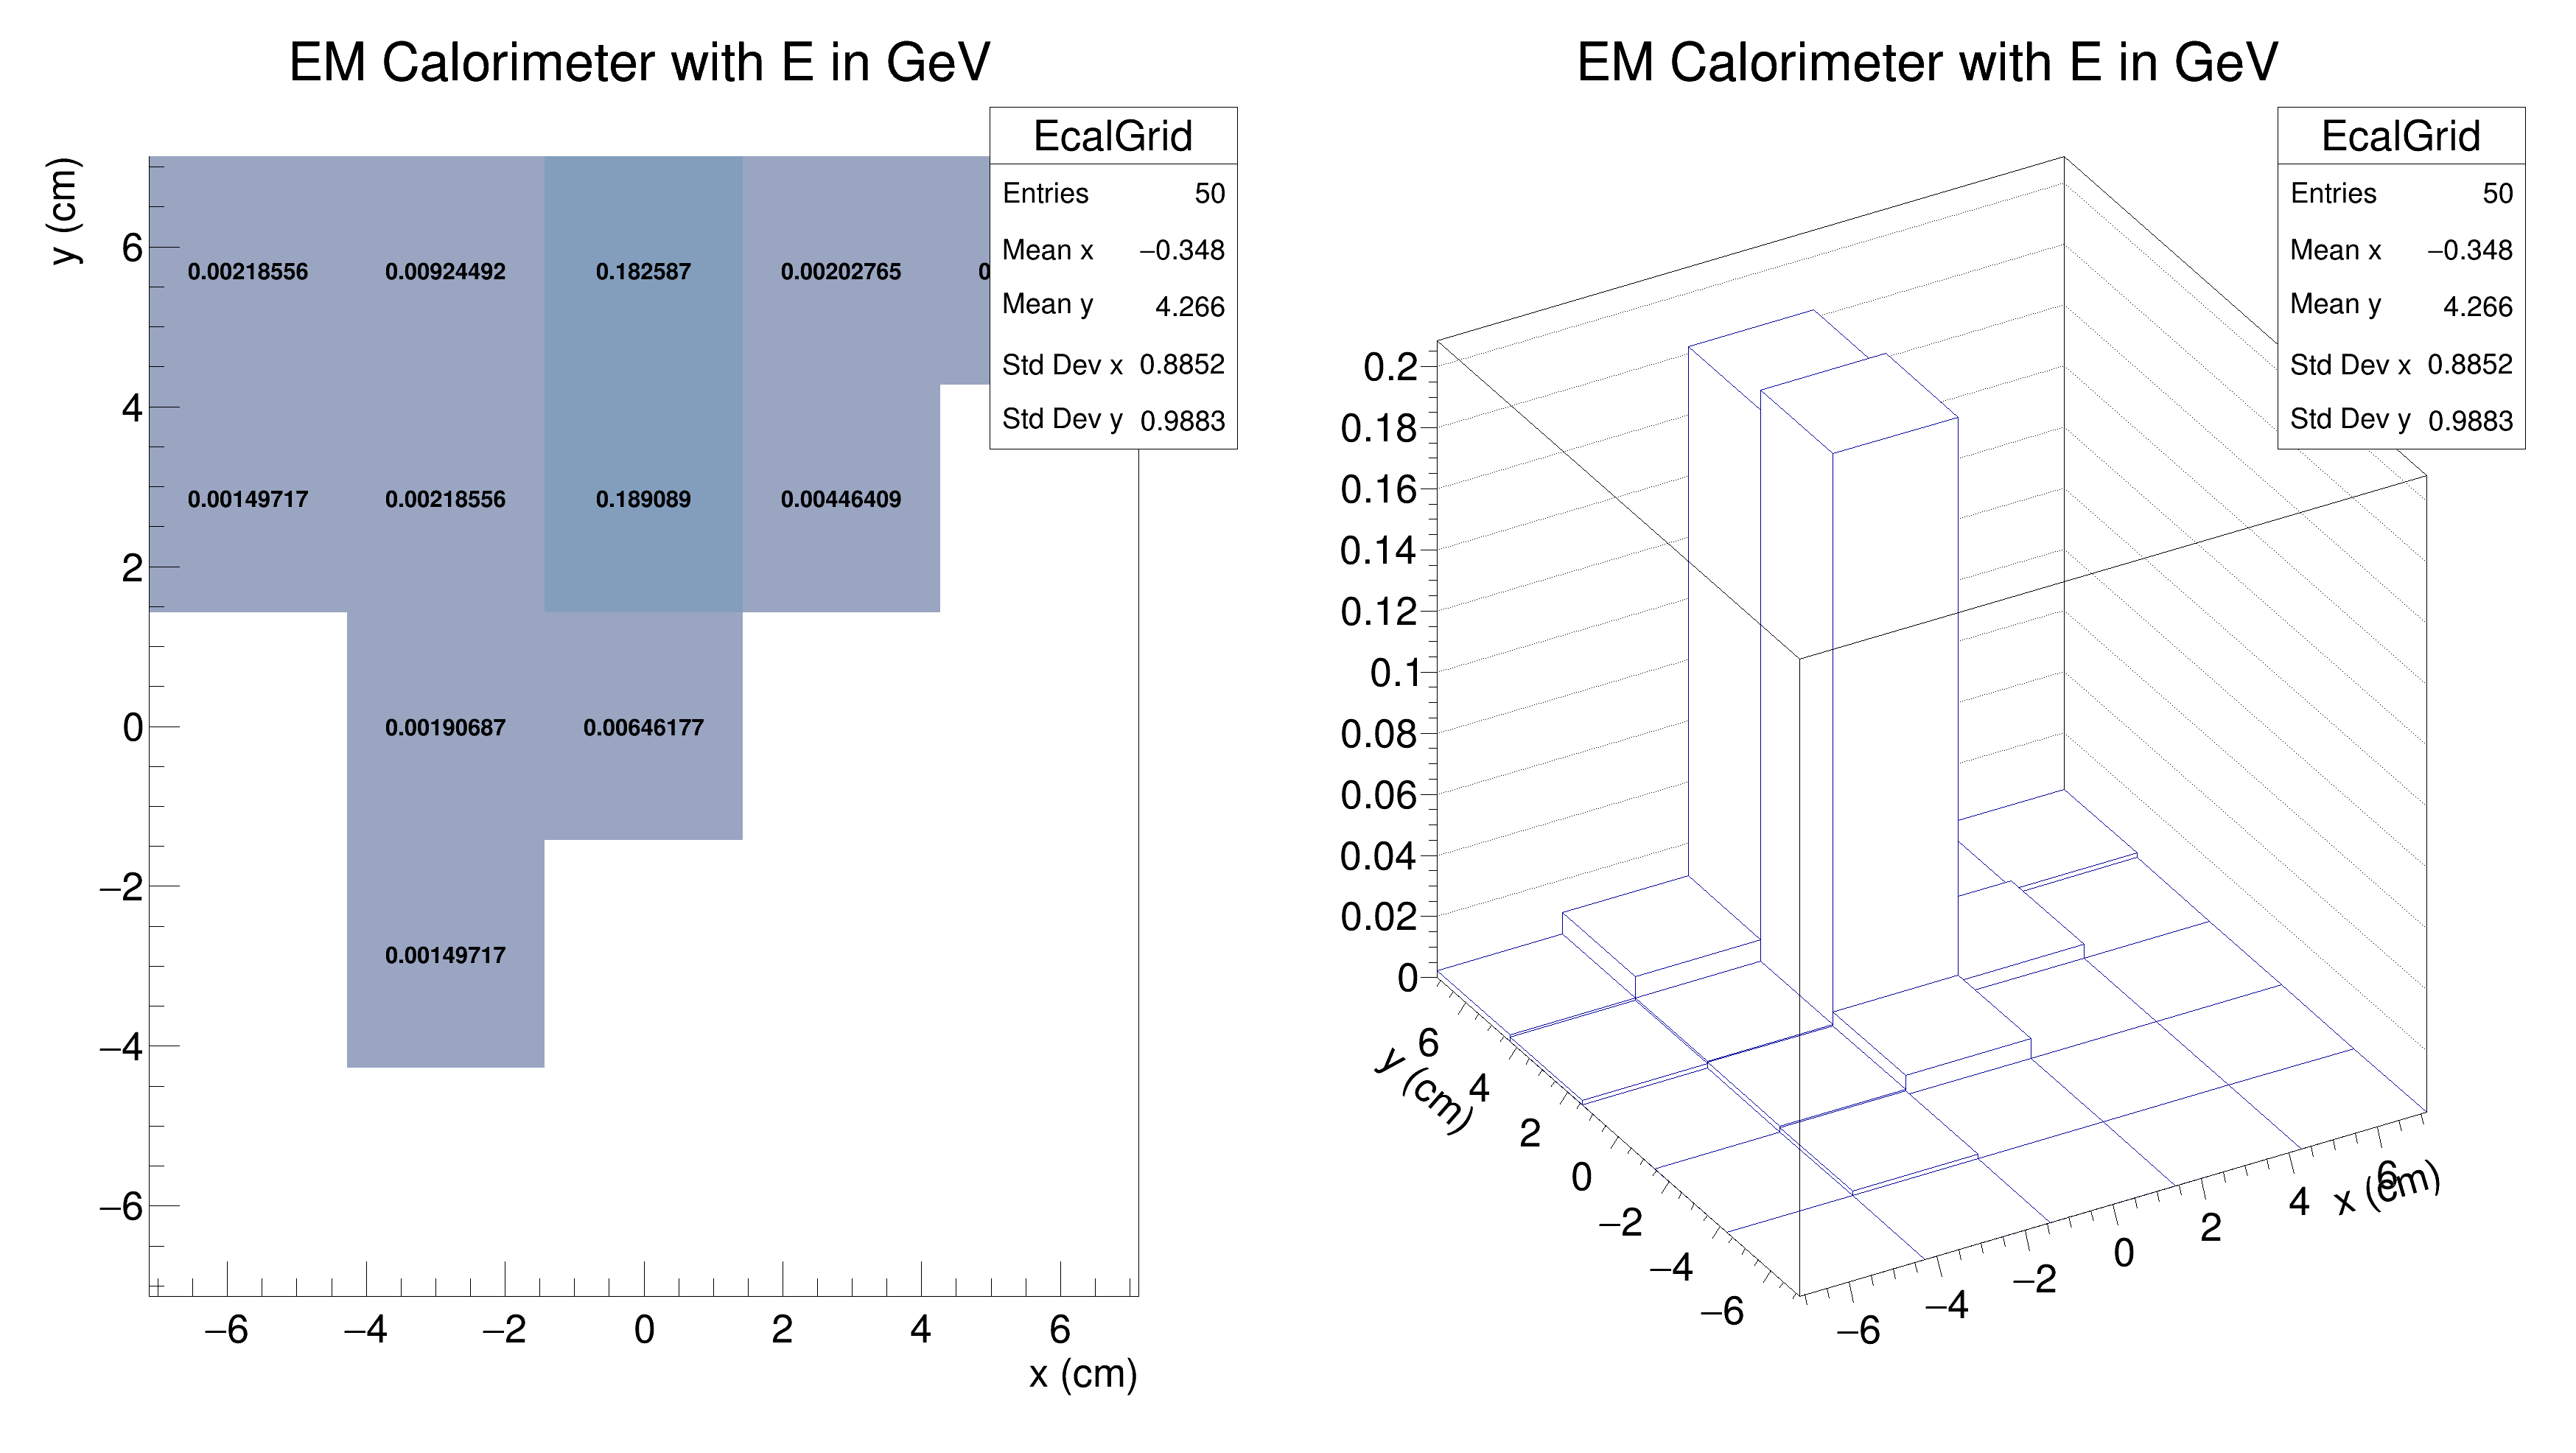 EM Calorimeter with E in GeV
EcalGrid
Entries 50
Mean x −0.348
Mean y 4.266
Std Dev x 0.8852
Std Dev y 0.9883
y (cm)
6
4
2
0
−2
−4
−6
0.00218556 0.00924492 0.182587 0.00202765 0
0.00149717 0.00218556 0.189089 0.00446409
0.00190687 0.00646177
0.00149717
−6 −4 −2 0 2 4 6
x (cm)
EM Calorimeter with E in GeV
EcalGrid
Entries 50
Mean x −0.348
Mean y 4.266
Std Dev x 0.8852
Std Dev y 0.9883
0.2
0.18
0.16
0.14
0.12
0.1
0.08
0.06
0.04
0.02
0
y (cm)
6
4
2
0
−2
−4
−6
−6 −4 −2 0 2 4 6
x (cm)